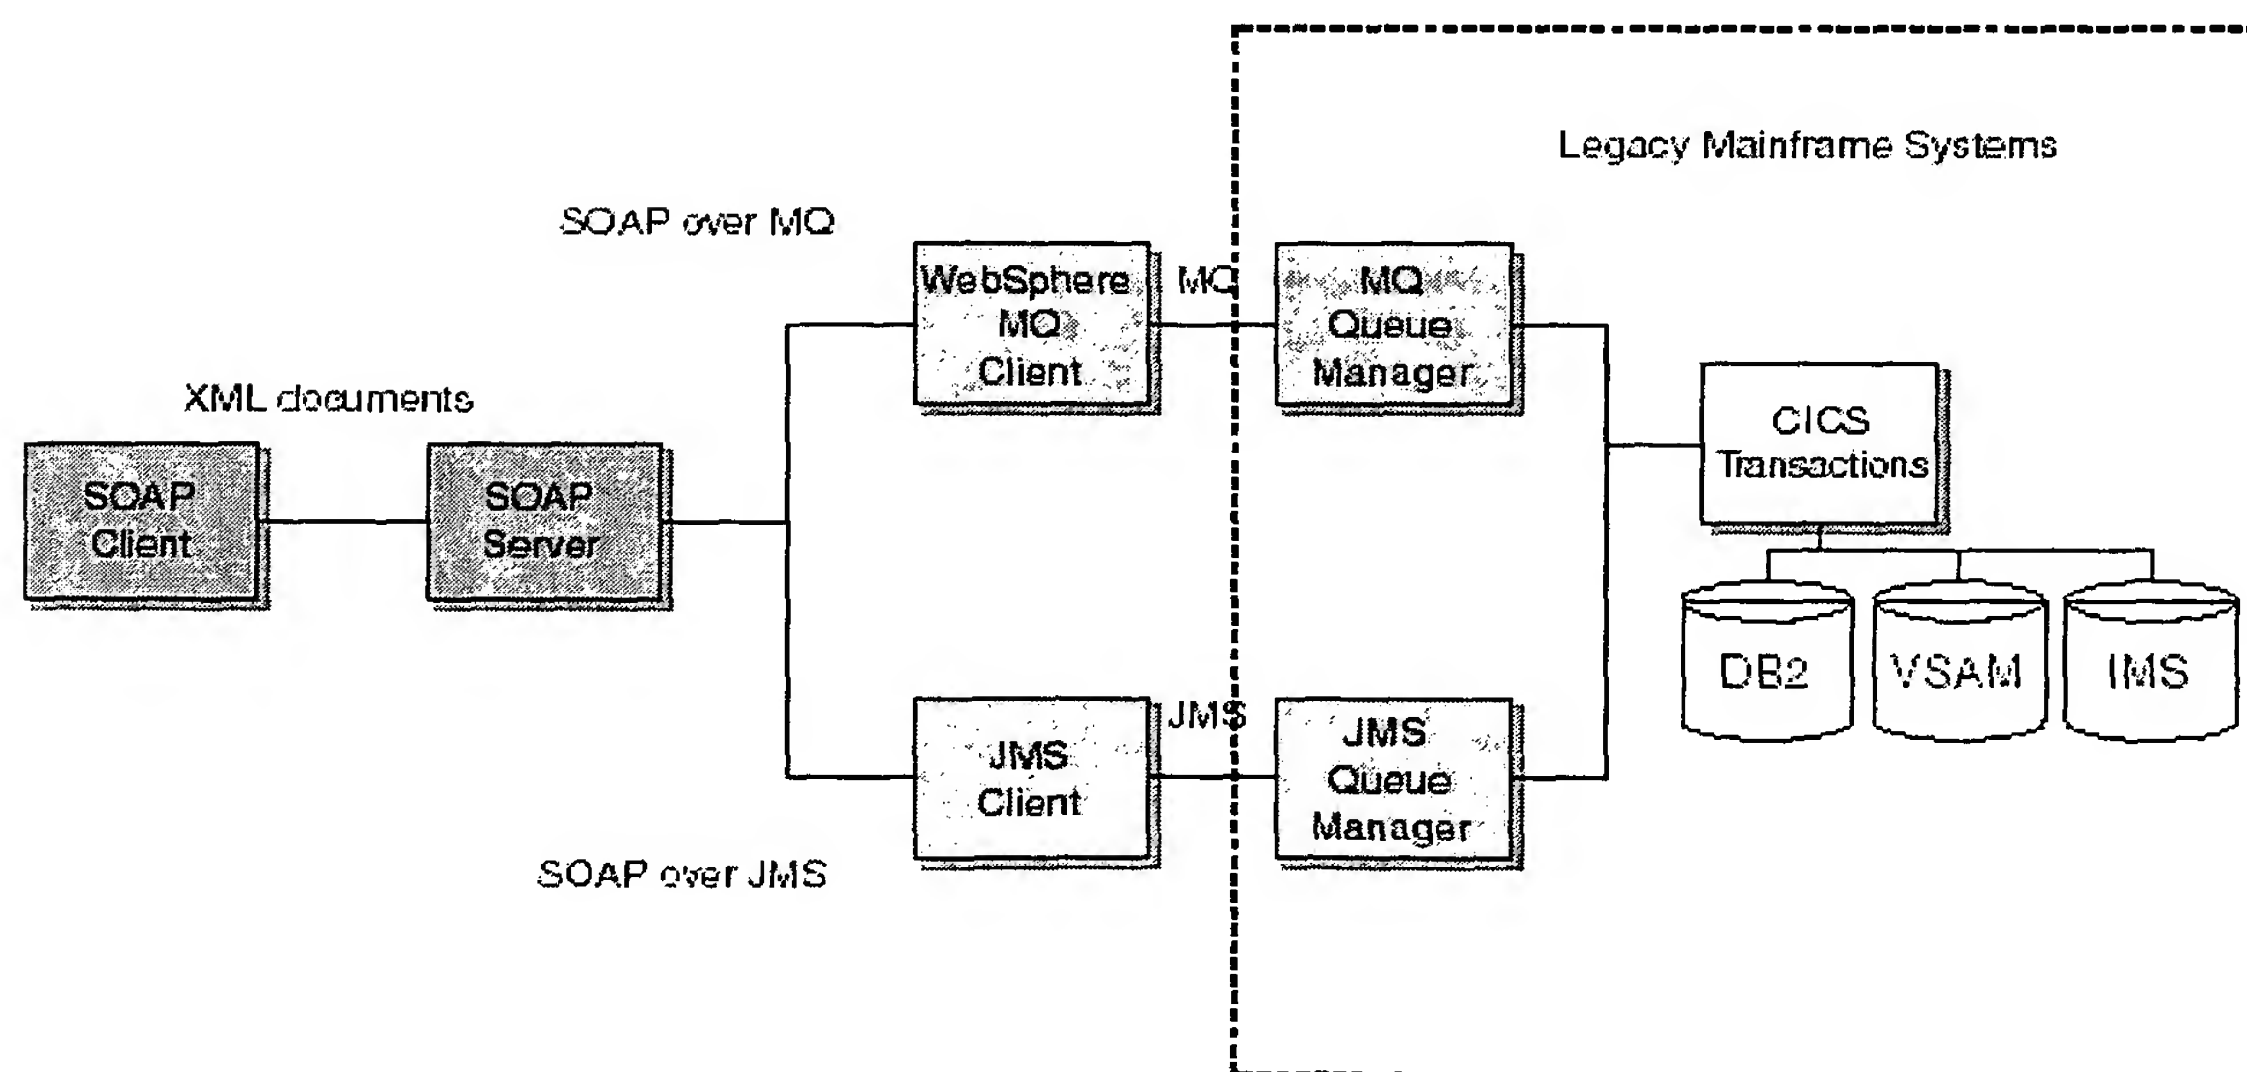 Legacy Mainframe Systems
SOAP over MQ
WebSphere
MQ
Client
MQ
MQ
Queue
Manager
XML documents
SOAP
Client
SOAP
Server
CICS
Transactions
DB2
VSAM
IMS
JMS
Client
JMS
JMS
Queue
Manager
SOAP over JMS